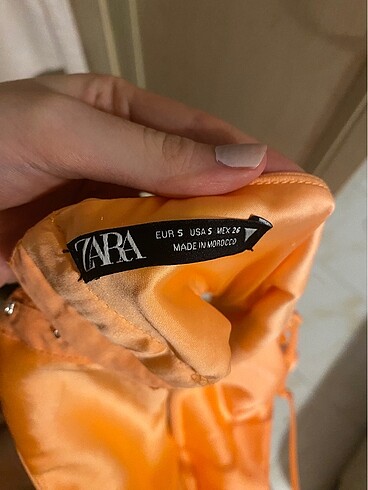 ZARA
EUR S USA S MEX 26
MADE IN MOROCCO